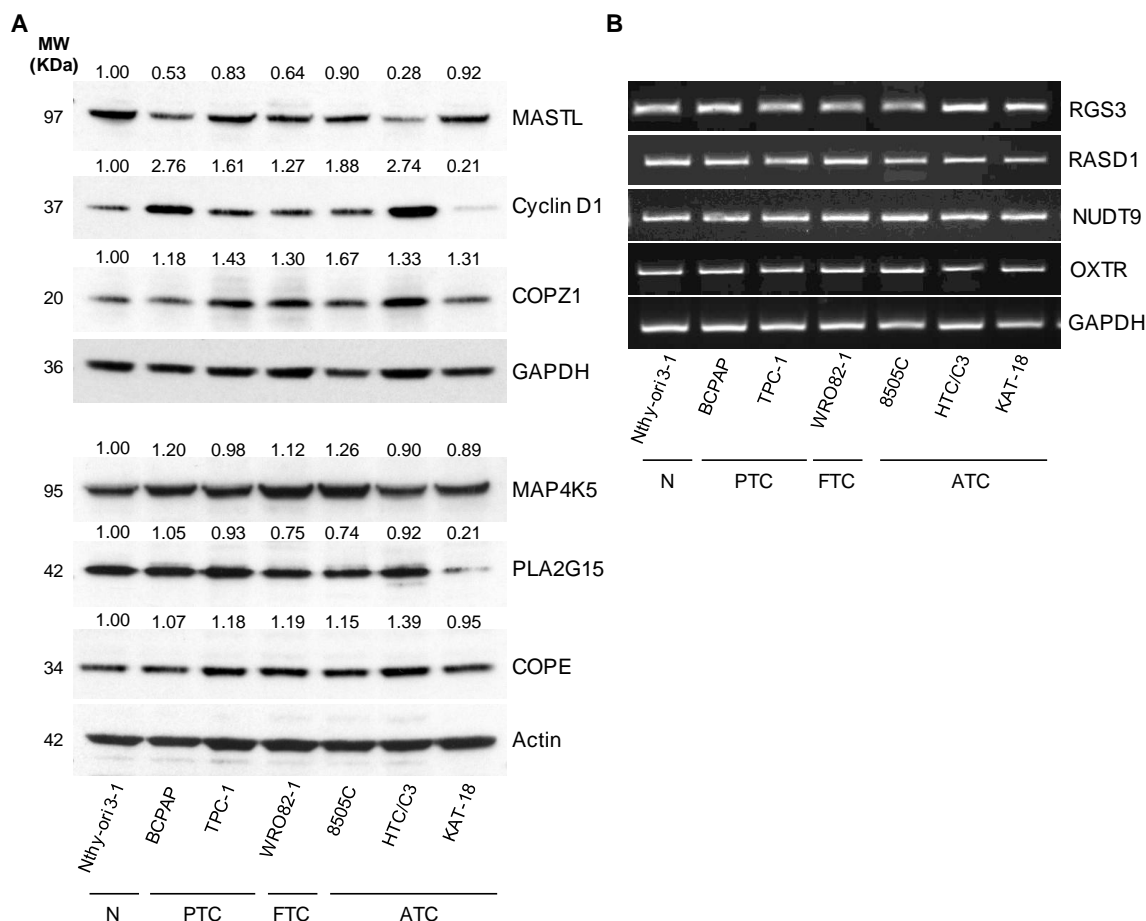 A
MW
(KDa)
1.00 0.53 0.83 0.64 0.90 0.28 0.92
97 MASTL
1.00 2.76 1.61 1.27 1.88 2.74 0.21
37 Cyclin D1
1.00 1.18 1.43 1.30 1.67 1.33 1.31
20 COPZ1
36 GAPDH
1.00 1.20 0.98 1.12 1.26 0.90 0.89
95 MAP4K5
1.00 1.05 0.93 0.75 0.74 0.92 0.21
42 PLA2G15
1.00 1.07 1.18 1.19 1.15 1.39 0.95
34 COPE
42 Actin
Nthy-ori3-1 BCPAP TPC-1 WRO82-1 8505C HTC/C3 KAT-18
N PTC FTC ATC
B
RGS3
RASD1
NUDT9
OXTR
GAPDH
Nthy-ori3-1 BCPAP TPC-1 WRO82-1 8505C HTC/C3 KAT-18
N PTC FTC ATC